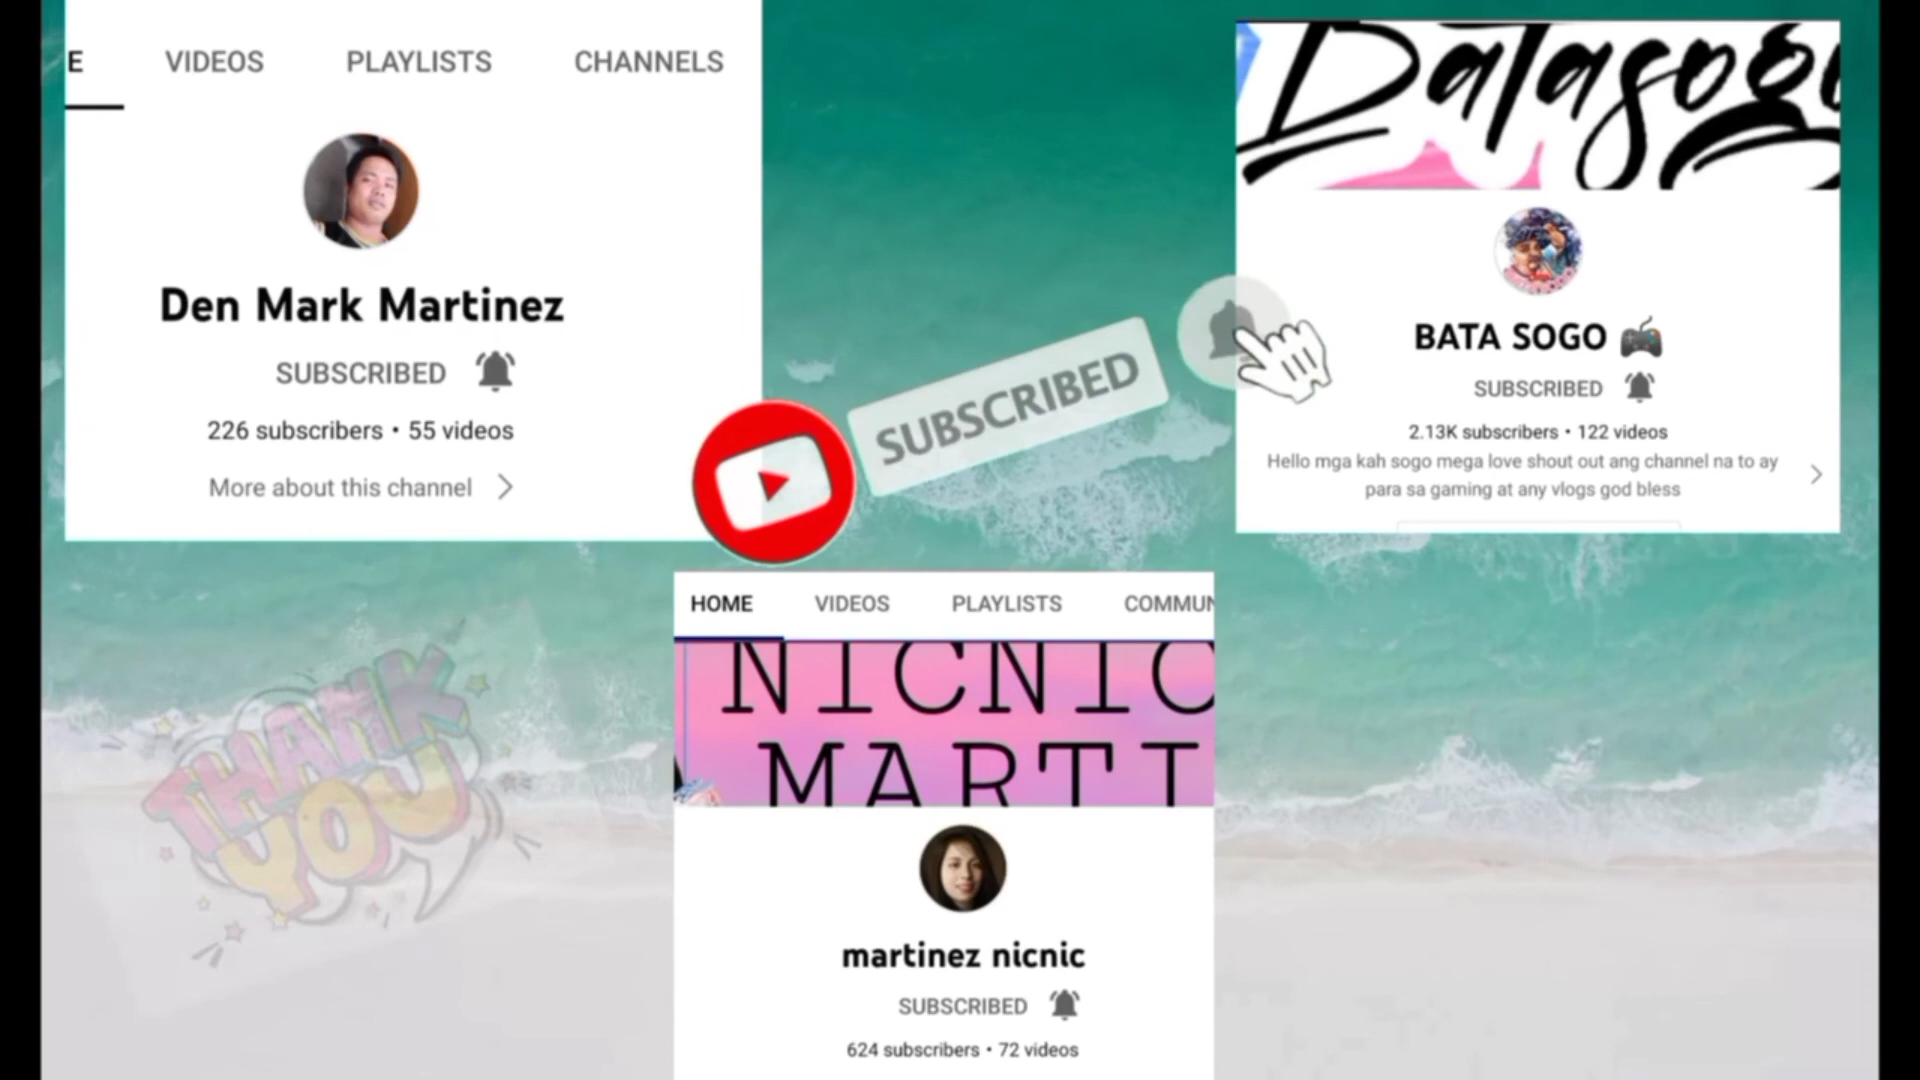 E VIDEOS PLAYLISTS CHANNELS
Den Mark Martinez
SUBSCRIBED
226 subscribers • 55 videos
More about this channel
Batasogo
BATA SOGO
SUBSCRIBED
2.13K subscribers • 122 videos
Hello mga kah sogo mega love shout out ang channel na to ay
para sa gaming at any vlogs god bless
SUBSCRIBED
THANK
YOU
HOME VIDEOS PLAYLISTS COMMUN
NICNIC
MARTI
martinez nicnic
SUBSCRIBED
624 subscribers • 72 videos